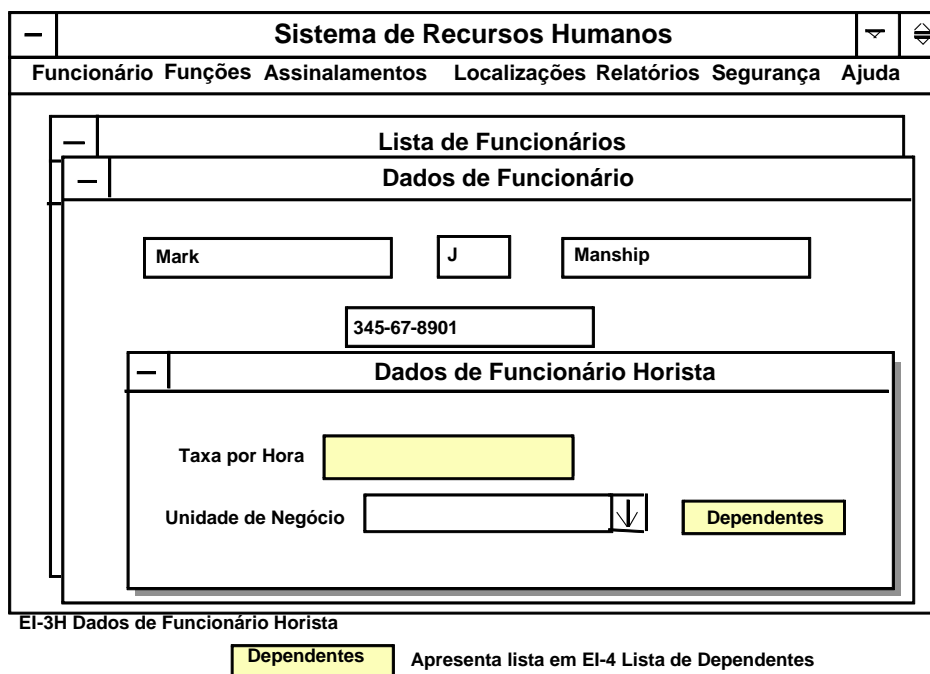 Sistema de Recursos Humanos
Funcionário Funções Assinalamentos Localizações Relatórios Segurança Ajuda
Lista de Funcionários
Dados de Funcionário
Mark J Manship
345-67-8901
Dados de Funcionário Horista
Taxa por Hora
Unidade de Negócio Dependentes
EI-3H Dados de Funcionário Horista
Dependentes Apresenta lista em EI-4 Lista de Dependentes